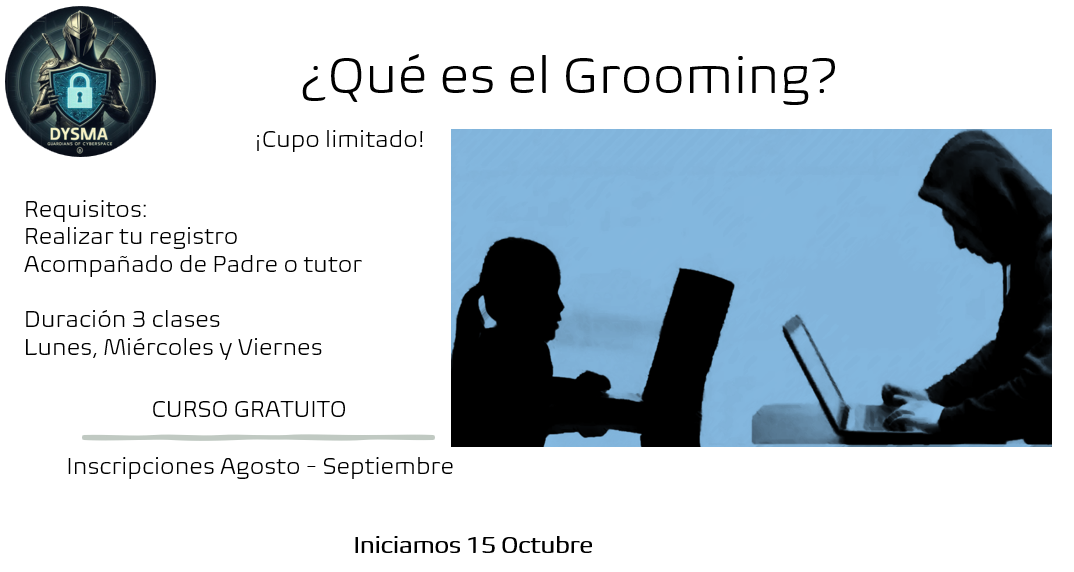 DYSMA
GUARDIANS OF CYBERSPACE
¿Qué es el Grooming?
¡Cupo limitado!
Requisitos:
Realizar tu registro
Acompañado de Padre o tutor
Duración 3 clases
Lunes, Miércoles y Viernes
CURSO GRATUITO
Inscripciones Agosto - Septiembre
Iniciamos 15 Octubre